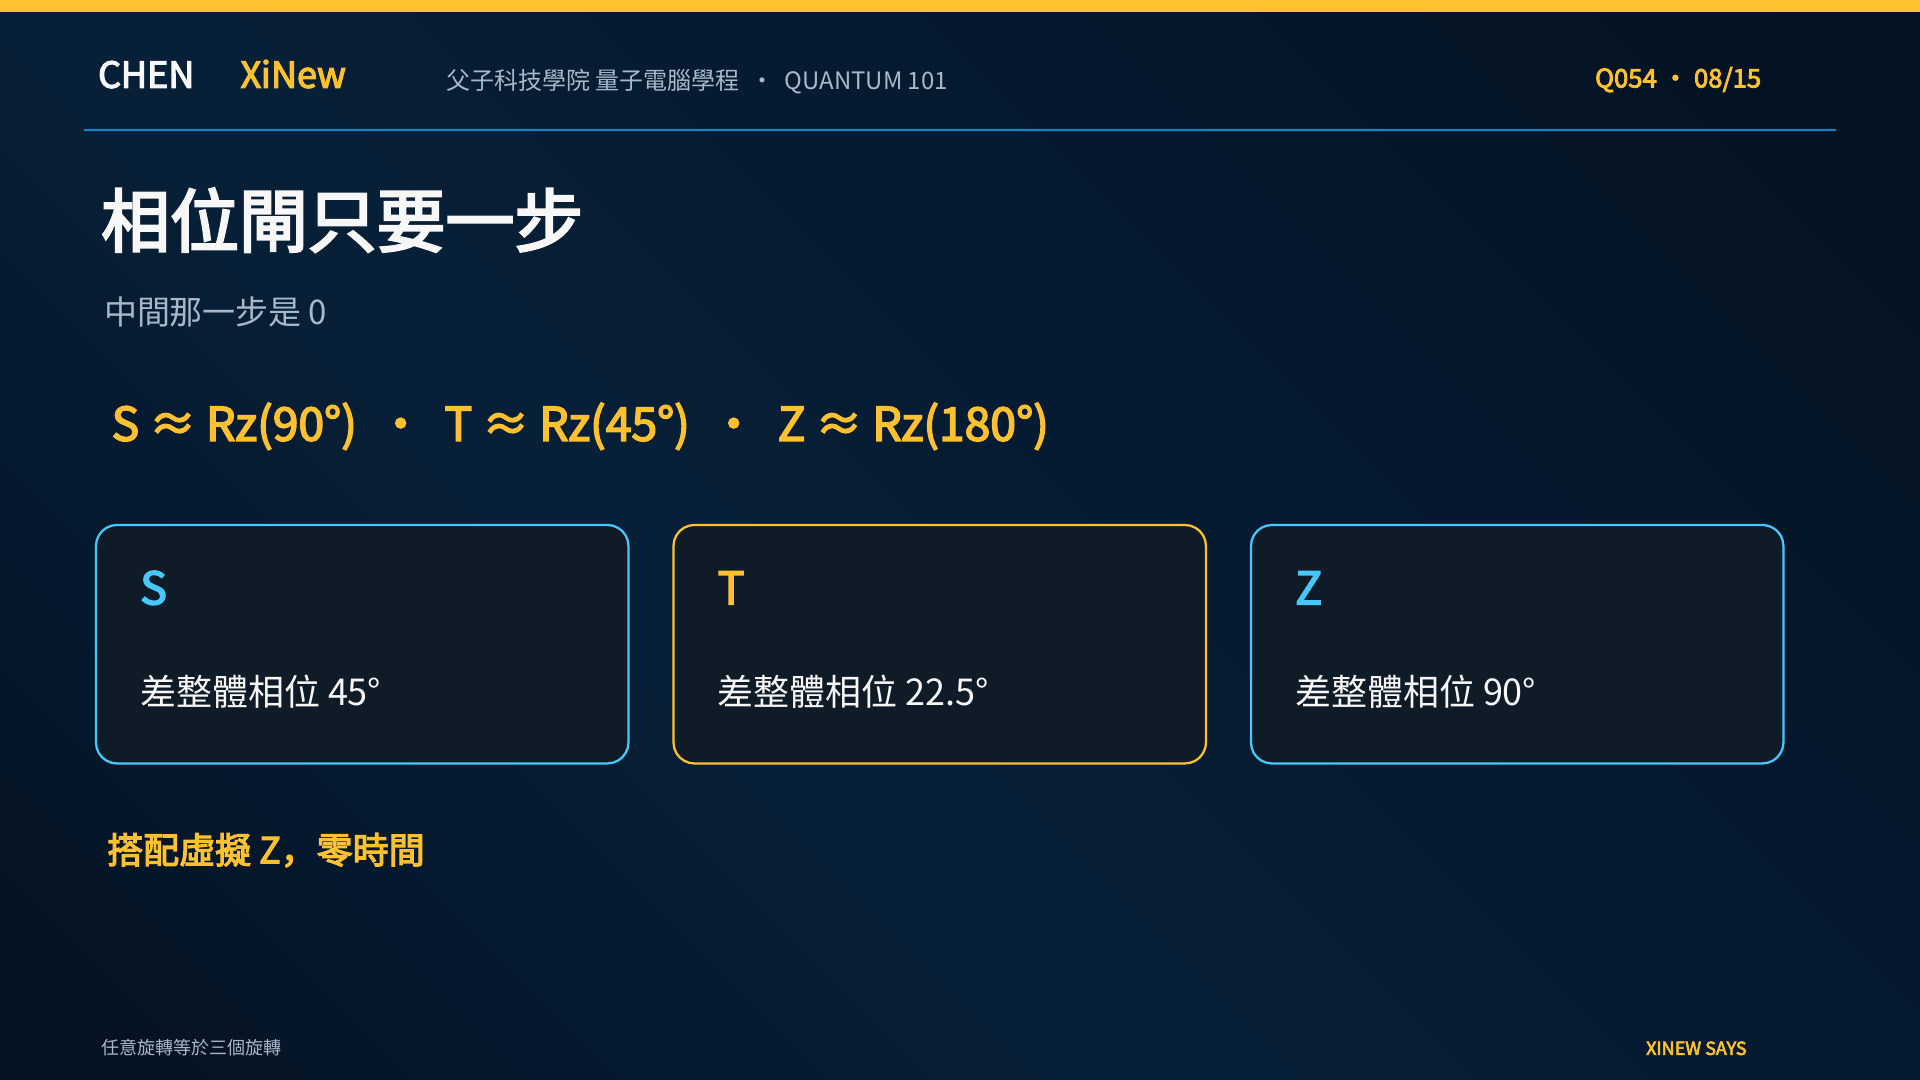 CHEN XiNew 父子科技學院 量子電腦學程 · QUANTUM 101 Q054 · 08/15
相位閘只要一步
中間那一步是 0
S ≈ Rz(90°) · T ≈ Rz(45°) · Z ≈ Rz(180°)
S
差整體相位 45°
T
差整體相位 22.5°
Z
差整體相位 90°
搭配虛擬 Z，零時間
任意旋轉等於三個旋轉
XINEW SAYS